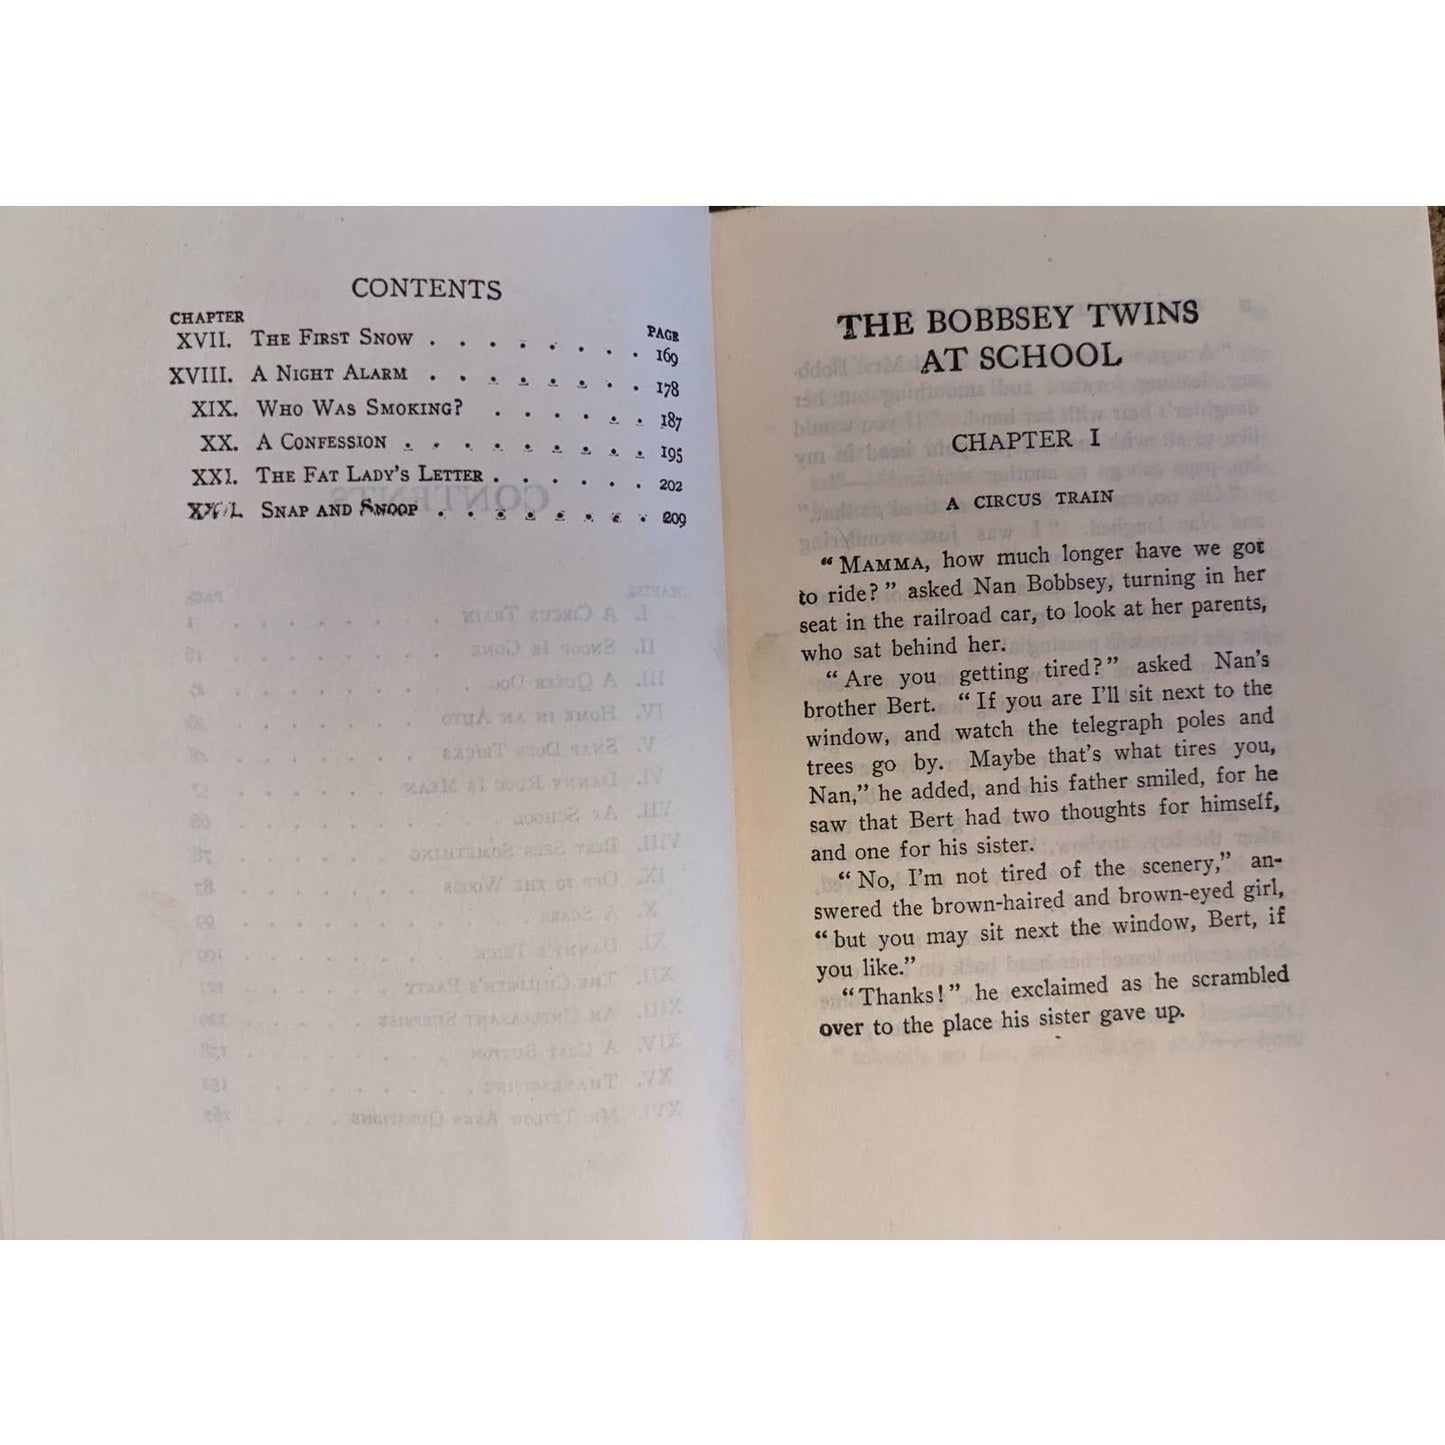 CONTENTS
CHAPTER PAGE
XVII. THE FIRST SNOW . . . . . . . . 169
XVIII. A NIGHT ALARM . . . . . . . . 178
XIX. WHO WAS SMOKING? . . . . . . 187
XX. A CONFESSION . . . . . . . . . 195
XXI. THE FAT LADY'S LETTER . . . . . . 202
SNAP AND SNOOP . . . . . . . . 209
THE BOBBSEY TWINS
AT SCHOOL
CHAPTER I
A CIRCUS TRAIN
“MAMMA, how much longer have we got
to ride?” asked Nan Bobbsey, turning in her
seat in the railroad car, to look at her parents,
who sat behind her.
“Are you getting tired?” asked Nan's
brother Bert. “If you are I'll sit next to the
window, and watch the telegraph poles and
trees go by. Maybe that's what tires you,
Nan,” he added, and his father smiled, for he
saw that Bert had two thoughts for himself,
and one for his sister.
“No, I'm not tired of the scenery,” an-
swered the brown-haired and brown-eyed girl,
“but you may sit next the window, Bert, if
you like.”
“Thanks!” he exclaimed as he scrambled
over to the place his sister gave up.